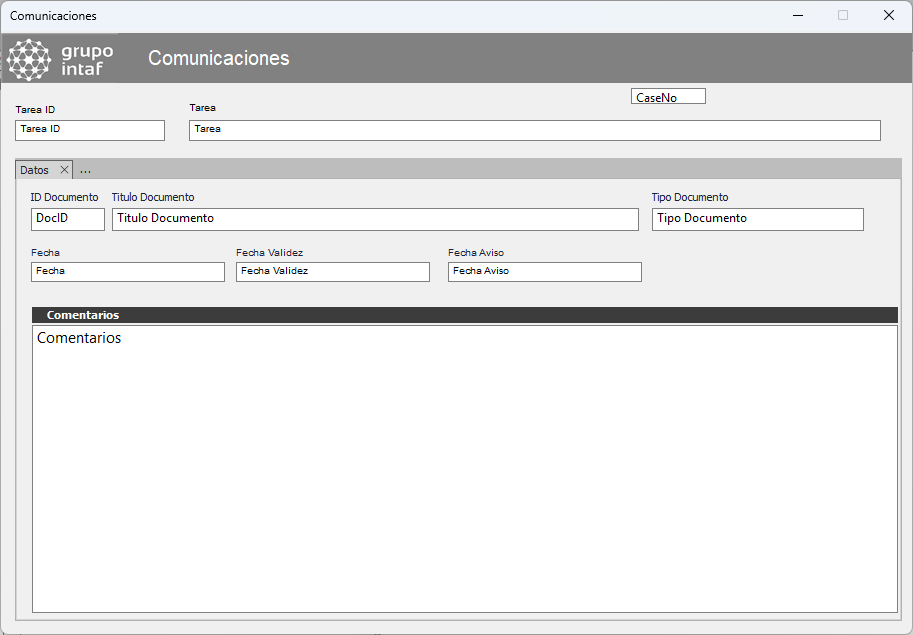 Comunicaciones
grupo
intaf
Comunicaciones
CaseNo
Tarea ID
Tarea
Tarea ID
Tarea
Datos
...
ID Documento
Titulo Documento
Tipo Documento
DocID
Titulo Documento
Tipo Documento
Fecha
Fecha Validez
Fecha Aviso
Fecha
Fecha Validez
Fecha Aviso
Comentarios
Comentarios